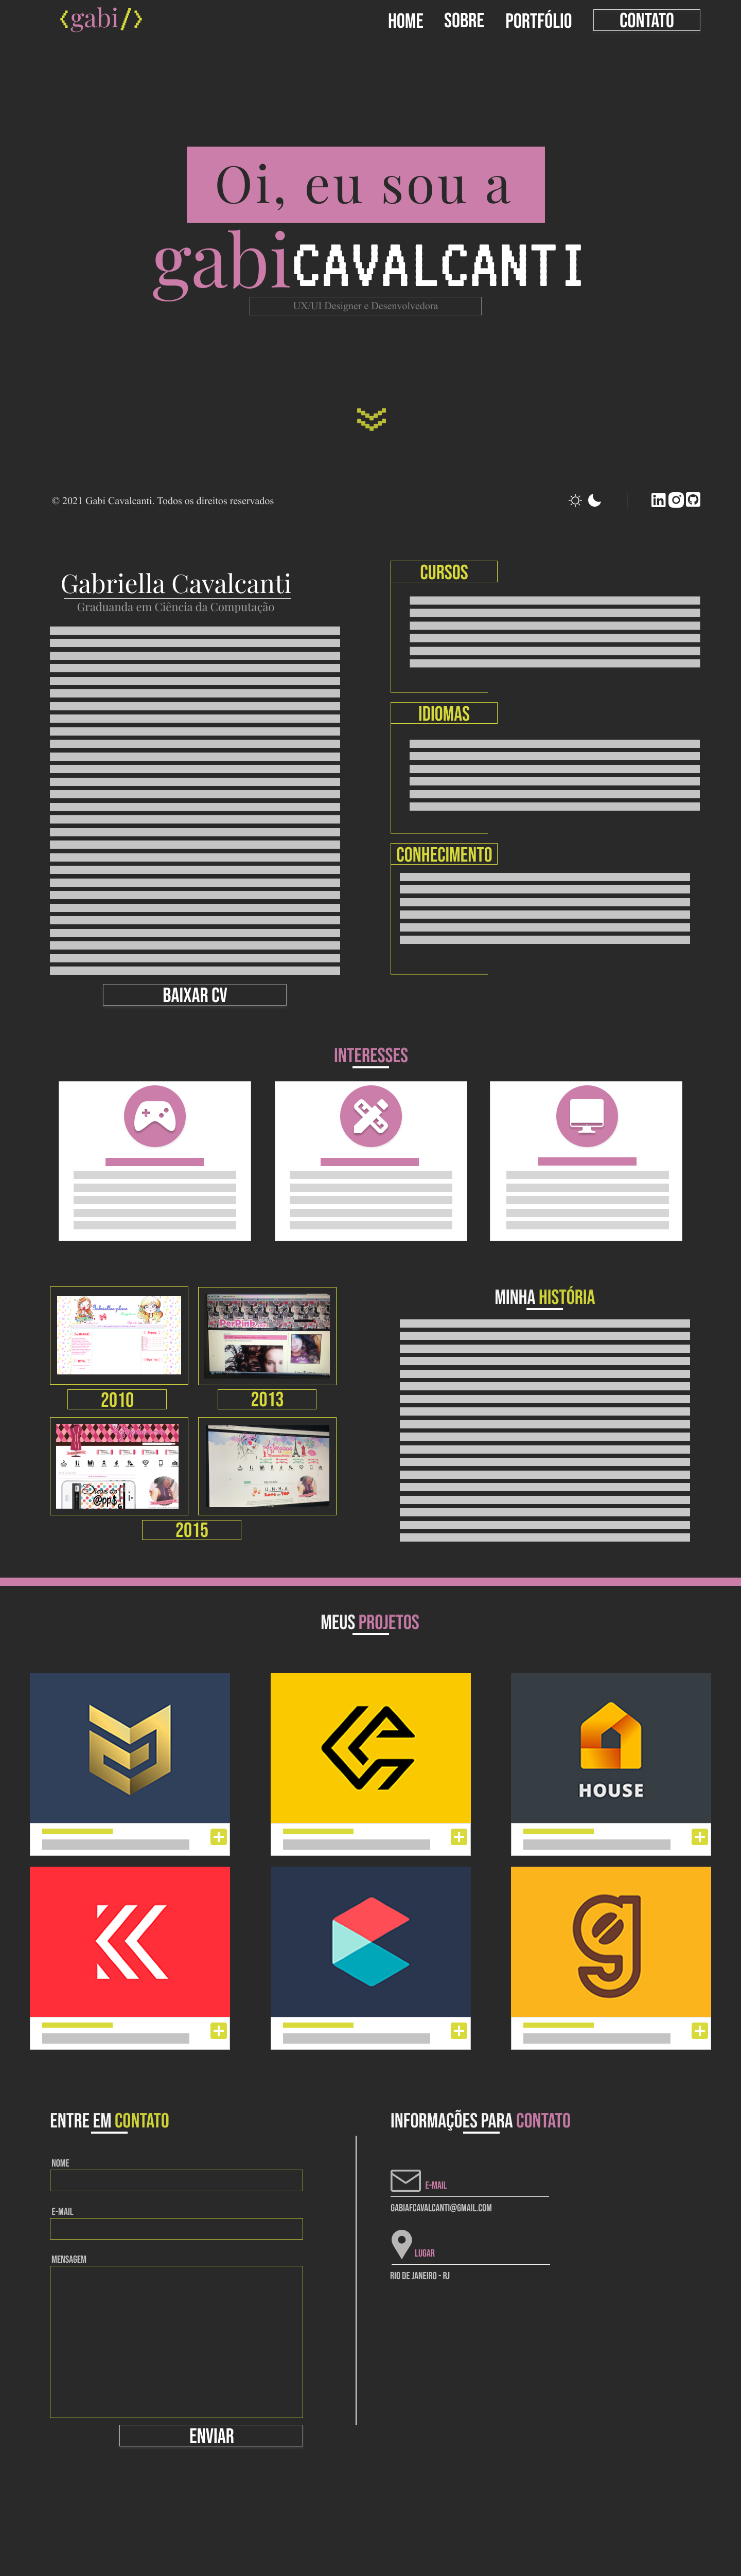 <gabi/>
HOME SOBRE PORTFÓLIO CONTATO
Oi, eu sou a
gabiCAVALCANTI
UX/UI Designer e Desenvolvedora
© 2021 Gabi Cavalcanti. Todos os direitos reservados
Gabriella Cavalcanti
Graduanda em Ciência da Computação
BAIXAR CV
CURSOS
IDIOMAS
CONHECIMENTO
INTERESSES
PerPink
2010
2013
2015
MINHA HISTÓRIA
MEUS PROJETOS
HOUSE
ENTRE EM CONTATO
NOME
E-MAIL
MENSAGEM
ENVIAR
INFORMAÇÕES PARA CONTATO
E-MAIL
GABIAFCAVALCANTI@GMAIL.COM
LUGAR
RIO DE JANEIRO - RJ